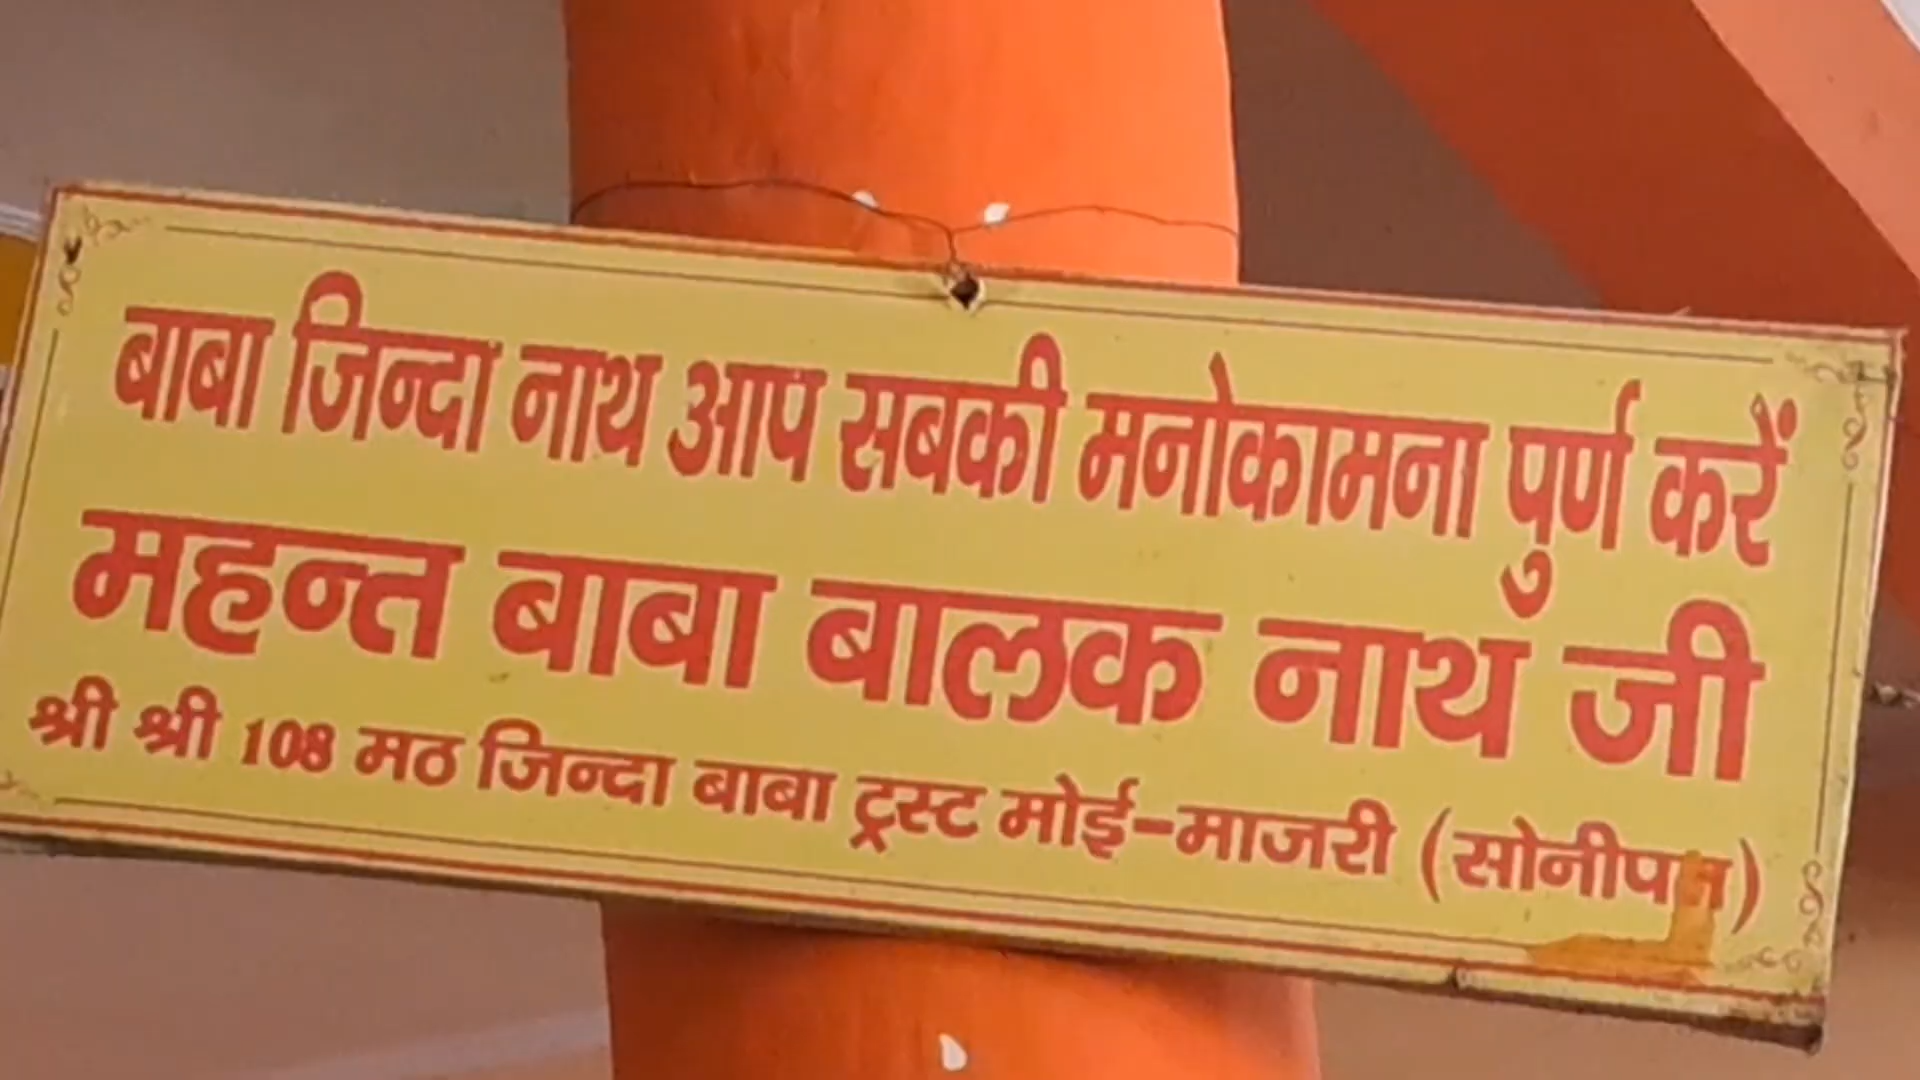 बाबा जिन्दा नाथ आप सबकी मनोकामना पुर्ण करें
महन्त बाबा बालक नाथ जी
श्री श्री 108 मठ जिन्दा बाबा ट्रस्ट मोई-माजरी (सोनीपत)